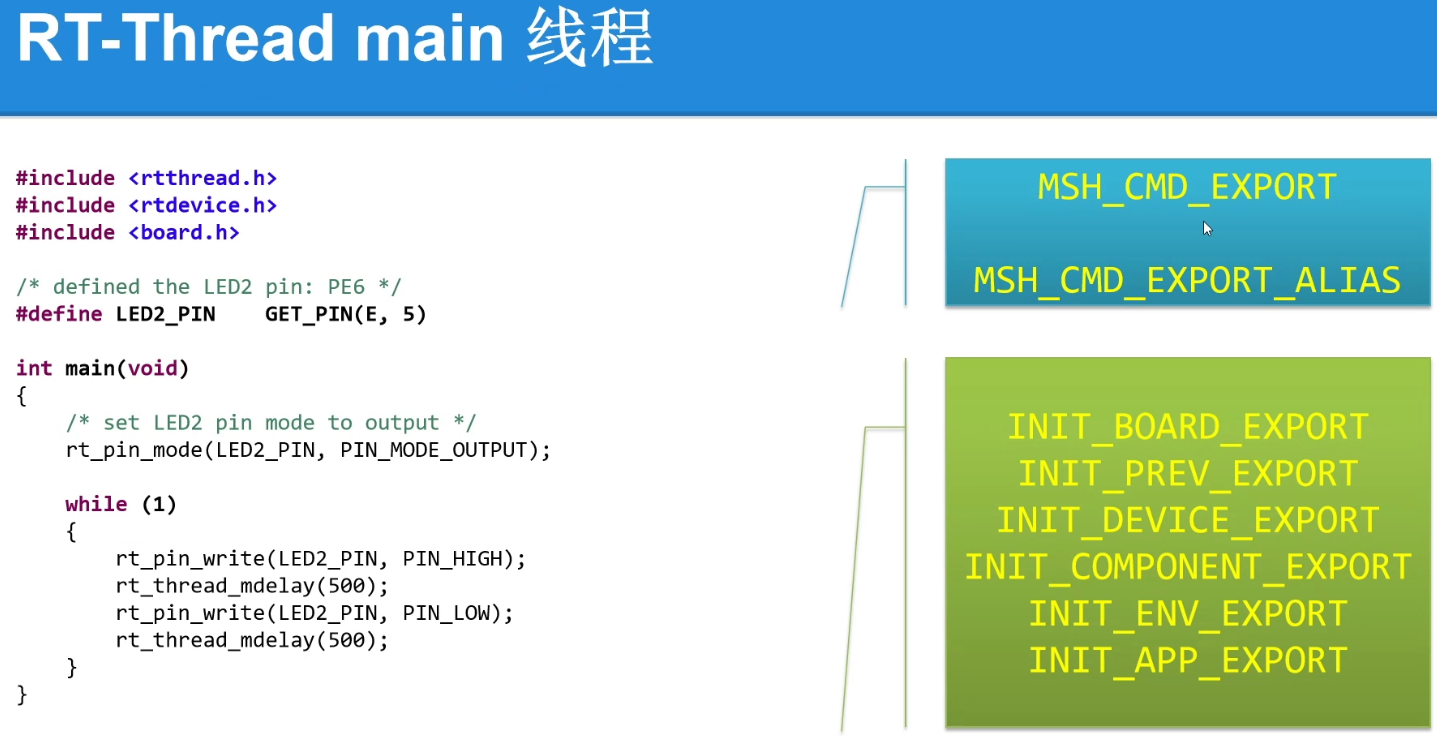 RT-Thread main 线程
#include <rtthread.h>
#include <rtdevice.h>
#include <board.h>
/* defined the LED2 pin: PE6 */
#define LED2_PIN    GET_PIN(E, 5)
int main(void)
{
    /* set LED2 pin mode to output */
    rt_pin_mode(LED2_PIN, PIN_MODE_OUTPUT);
    while (1)
    {
        rt_pin_write(LED2_PIN, PIN_HIGH);
        rt_thread_mdelay(500);
        rt_pin_write(LED2_PIN, PIN_LOW);
        rt_thread_mdelay(500);
    }
}
MSH_CMD_EXPORT
MSH_CMD_EXPORT_ALIAS
INIT_BOARD_EXPORT
INIT_PREV_EXPORT
INIT_DEVICE_EXPORT
INIT_COMPONENT_EXPORT
INIT_ENV_EXPORT
INIT_APP_EXPORT